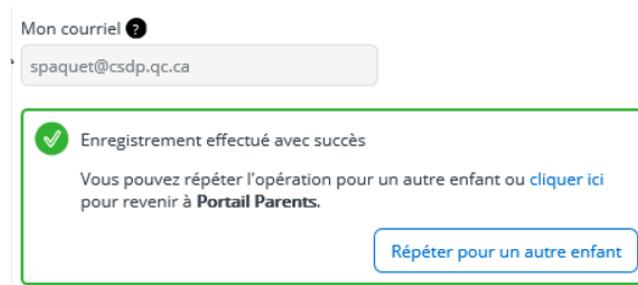 Mon courriel ?
spaquet@csdp.qc.ca
Enregistrement effectué avec succès
Vous pouvez répéter l'opération pour un autre enfant ou cliquer ici
pour revenir à Portail Parents.
Répéter pour un autre enfant